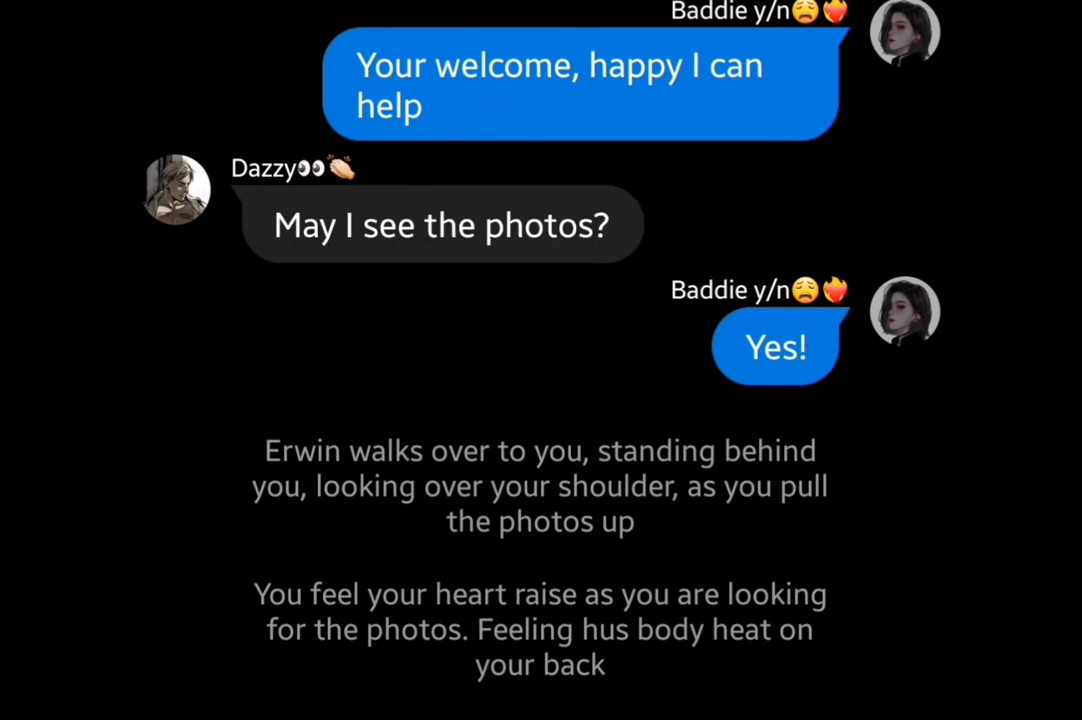 Baddie y/n😩❤️‍🔥
Your welcome, happy I can
help
Dazzy👀👏🏻
May I see the photos?
Baddie y/n😩❤️‍🔥
Yes!
Erwin walks over to you, standing behind
you, looking over your shoulder, as you pull
the photos up
You feel your heart raise as you are looking
for the photos. Feeling hus body heat on
your back